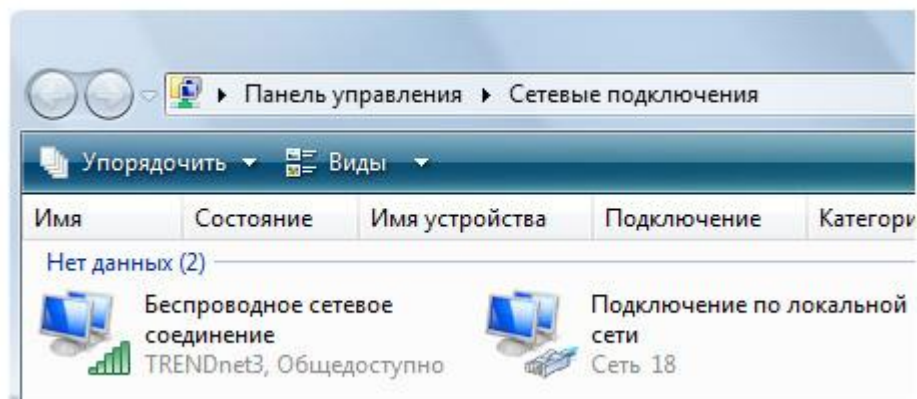 Панель управления Сетевые подключения
Упорядочить Виды
Имя Состояние Имя устройства Подключение Категори
Нет данных (2)
Беспроводное сетевое
соединение
TRENDnet3, Общедоступно
Подключение по локальной
сети
Сеть 18